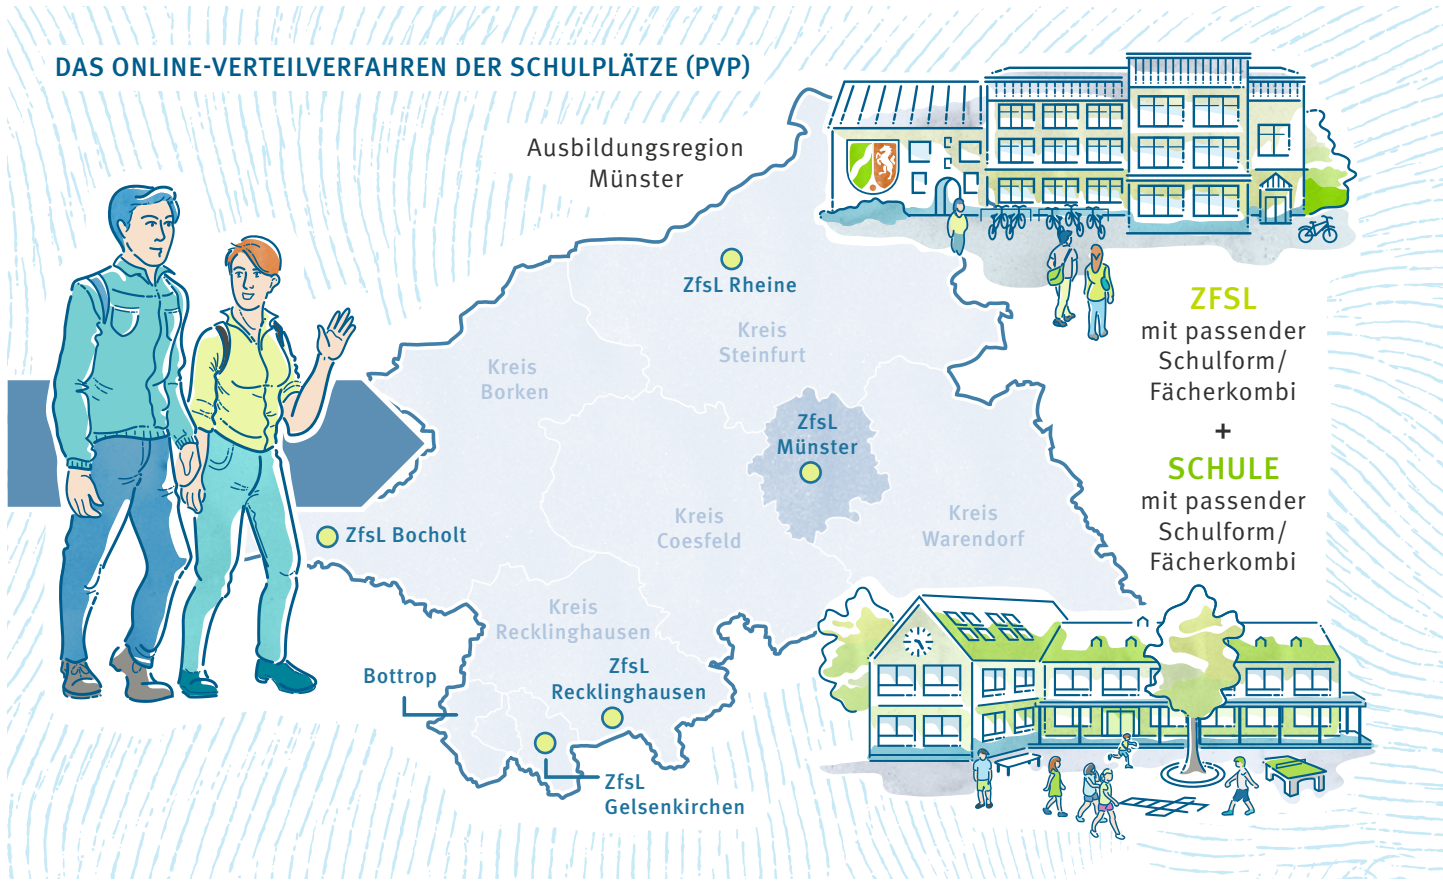 DAS ONLINE-VERTEILVERFAHREN DER SCHULPLÄTZE (PVP)
Ausbildungsregion
Münster
ZfsL Rheine
Kreis
Steinfurt
Kreis
Borken
ZfsL
Münster
ZfsL Bocholt
Kreis
Coesfeld
Kreis
Warendorf
Kreis
Recklinghausen
ZfsL
Recklinghausen
Bottrop
ZfsL
Gelsenkirchen
ZFSL
mit passender
Schulform/
Fächerkombi
+
SCHULE
mit passender
Schulform/
Fächerkombi